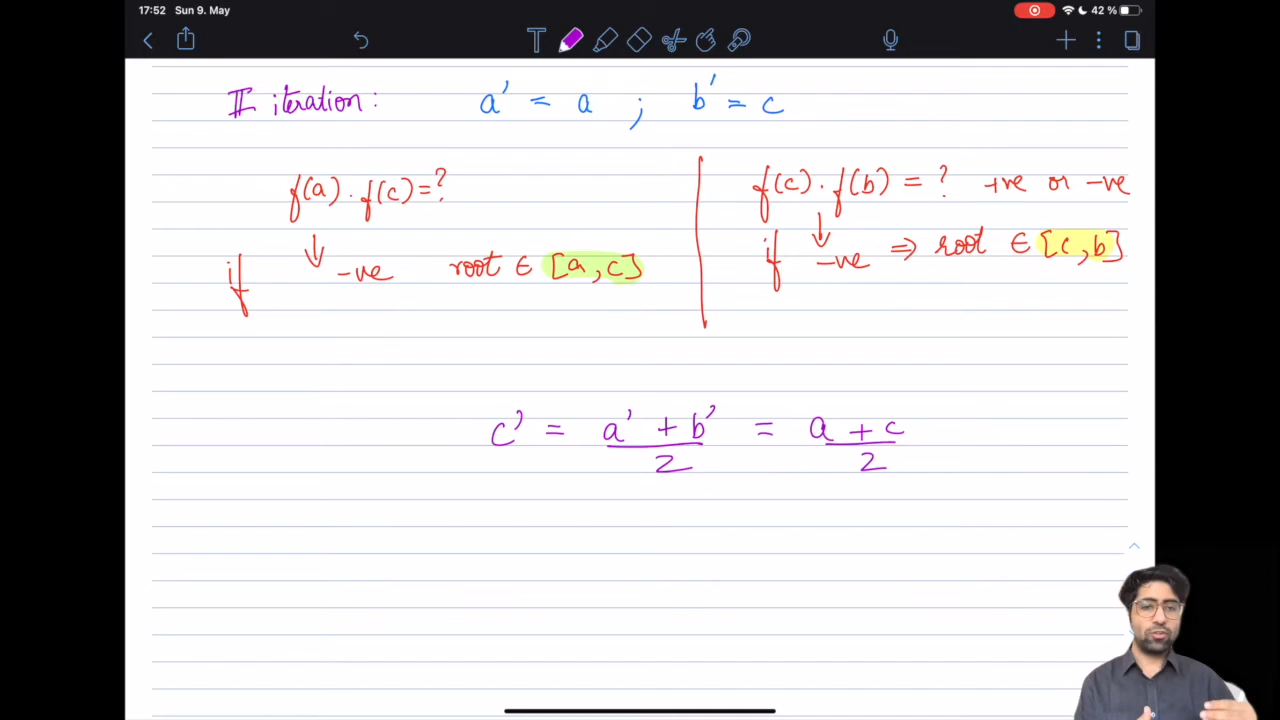 17:52 Sun 9. May 42 %
T
II iteration: a' = a ; b' = c
f(a) . f(c) = ?
if -ve root ∈ [a, c]
f(c) . f(b) = ? +ve or -ve
if -ve ⇒ root ∈ [c, b]
c' = a' + b' / 2 = a + c / 2